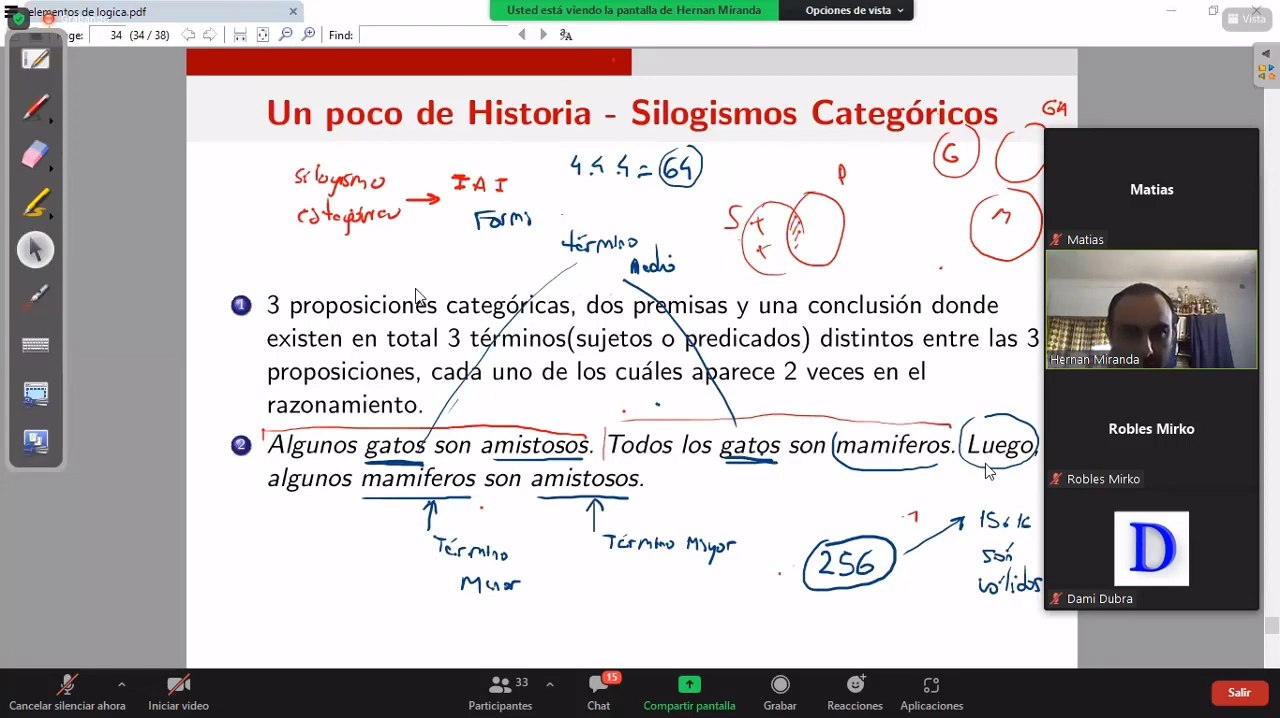 elementos de logica.pdf
Usted está viendo la pantalla de Hernan Miranda
Opciones de vista
Vista
Page: 34 (34 / 38)
Find:
Un poco de Historia - Silogismos Categóricos
64
4.4.4=64
silogismo
categórico → IAI
Forma
S
P
G
M
término
Medio
1 3 proposiciones categóricas, dos premisas y una conclusión donde
existen en total 3 términos(sujetos o predicados) distintos entre las 3
proposiciones, cada uno de los cuáles aparece 2 veces en el
razonamiento.
2 Algunos gatos son amistosos. Todos los gatos son mamiferos. Luego,
algunos mamiferos son amistosos.
Término
Menor
Término Mayor
256
15
son
válidos
Matias
Matias
Hernan Miranda
Robles Mirko
Robles Mirko
D
Dami Dubra
Cancelar silenciar ahora
Iniciar video
33
Participantes
15
Chat
Compartir pantalla
Grabar
Reacciones
Aplicaciones
Salir